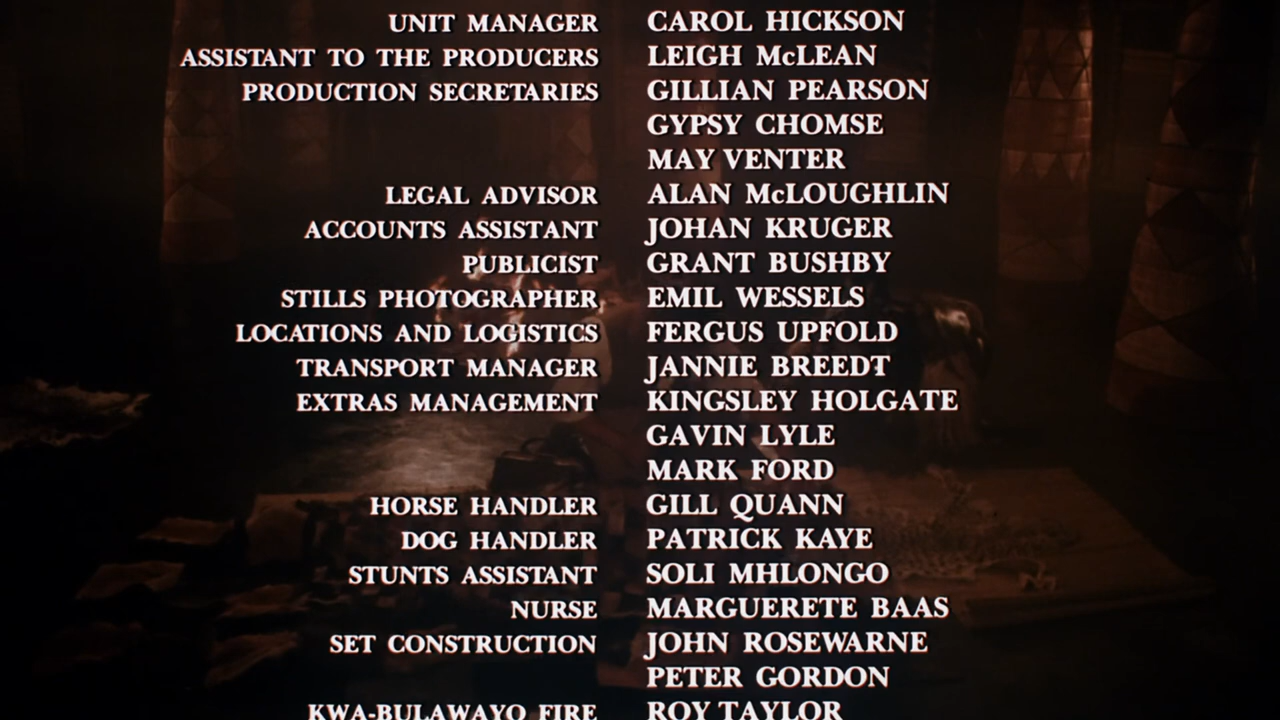 UNIT MANAGER CAROL HICKSON
ASSISTANT TO THE PRODUCERS LEIGH McLEAN
PRODUCTION SECRETARIES GILLIAN PEARSON
GYPSY CHOMSE
MAY VENTER
LEGAL ADVISOR ALAN McLOUGHLIN
ACCOUNTS ASSISTANT JOHAN KRUGER
PUBLICIST GRANT BUSHBY
STILLS PHOTOGRAPHER EMIL WESSELS
LOCATIONS AND LOGISTICS FERGUS UPFOLD
TRANSPORT MANAGER JANNIE BREEDT
EXTRAS MANAGEMENT KINGSLEY HOLGATE
GAVIN LYLE
MARK FORD
HORSE HANDLER GILL QUANN
DOG HANDLER PATRICK KAYE
STUNTS ASSISTANT SOLI MHLONGO
NURSE MARGUERETE BAAS
SET CONSTRUCTION JOHN ROSEWARNE
PETER GORDON
KWA-BULAWAYO FIRE ROY TAYLOR